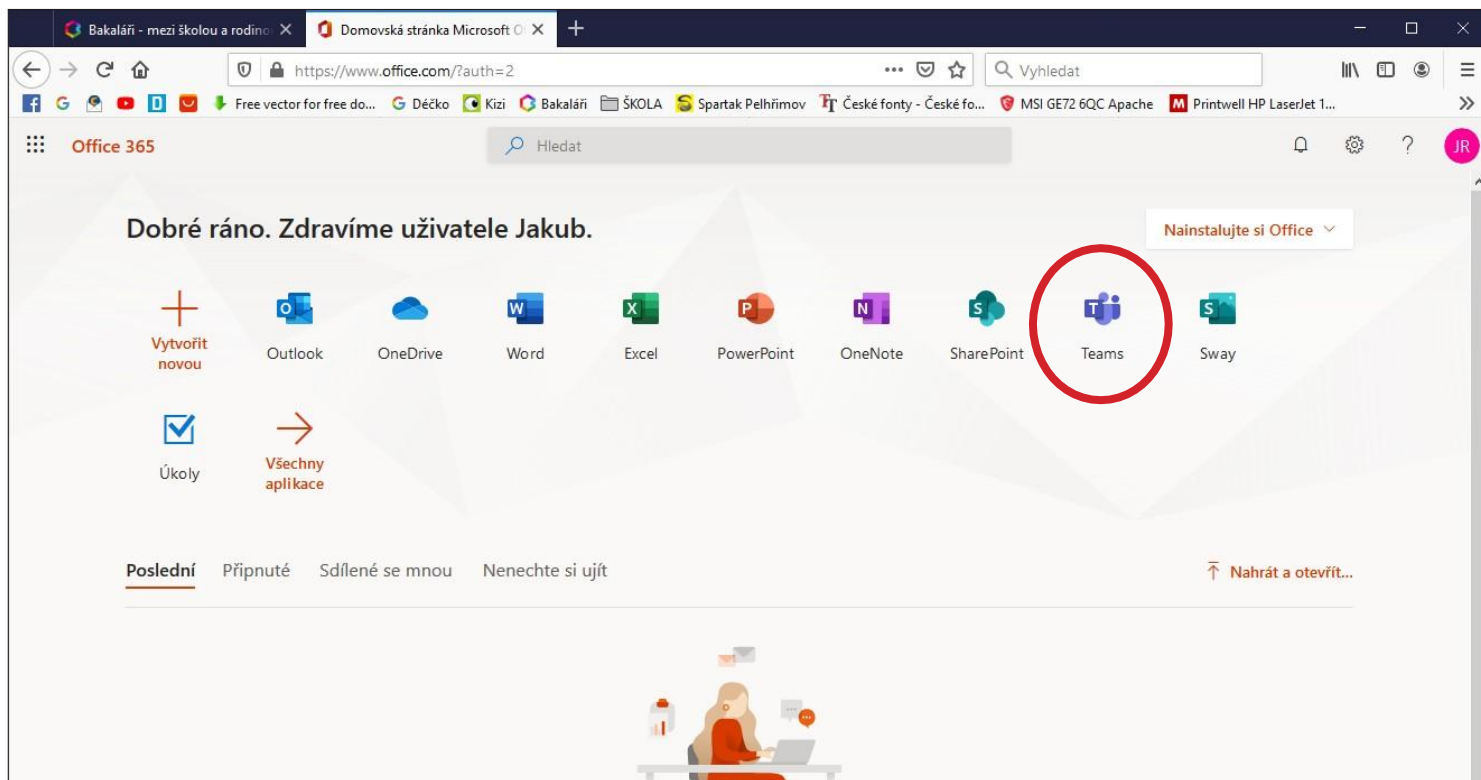 Bakaláři - mezi školou a rodino
Domovská stránka Microsoft O
https://www.office.com/?auth=2
Vyhledat
Free vector for free do...
Déčko
Kizi
Bakaláři
ŠKOLA
Spartak Pelhřimov
České fonty - České fo...
MSI GE72 6QC Apache
Printwell HP LaserJet 1...
Office 365
Hledat
JR
Dobré ráno. Zdravíme uživatele Jakub.
Nainstalujte si Office
Vytvořit
novou
Outlook
OneDrive
Word
Excel
PowerPoint
OneNote
SharePoint
Teams
Sway
Úkoly
Všechny
aplikace
Poslední
Připnuté
Sdílené se mnou
Nenechte si ujít
Nahrát a otevřít...